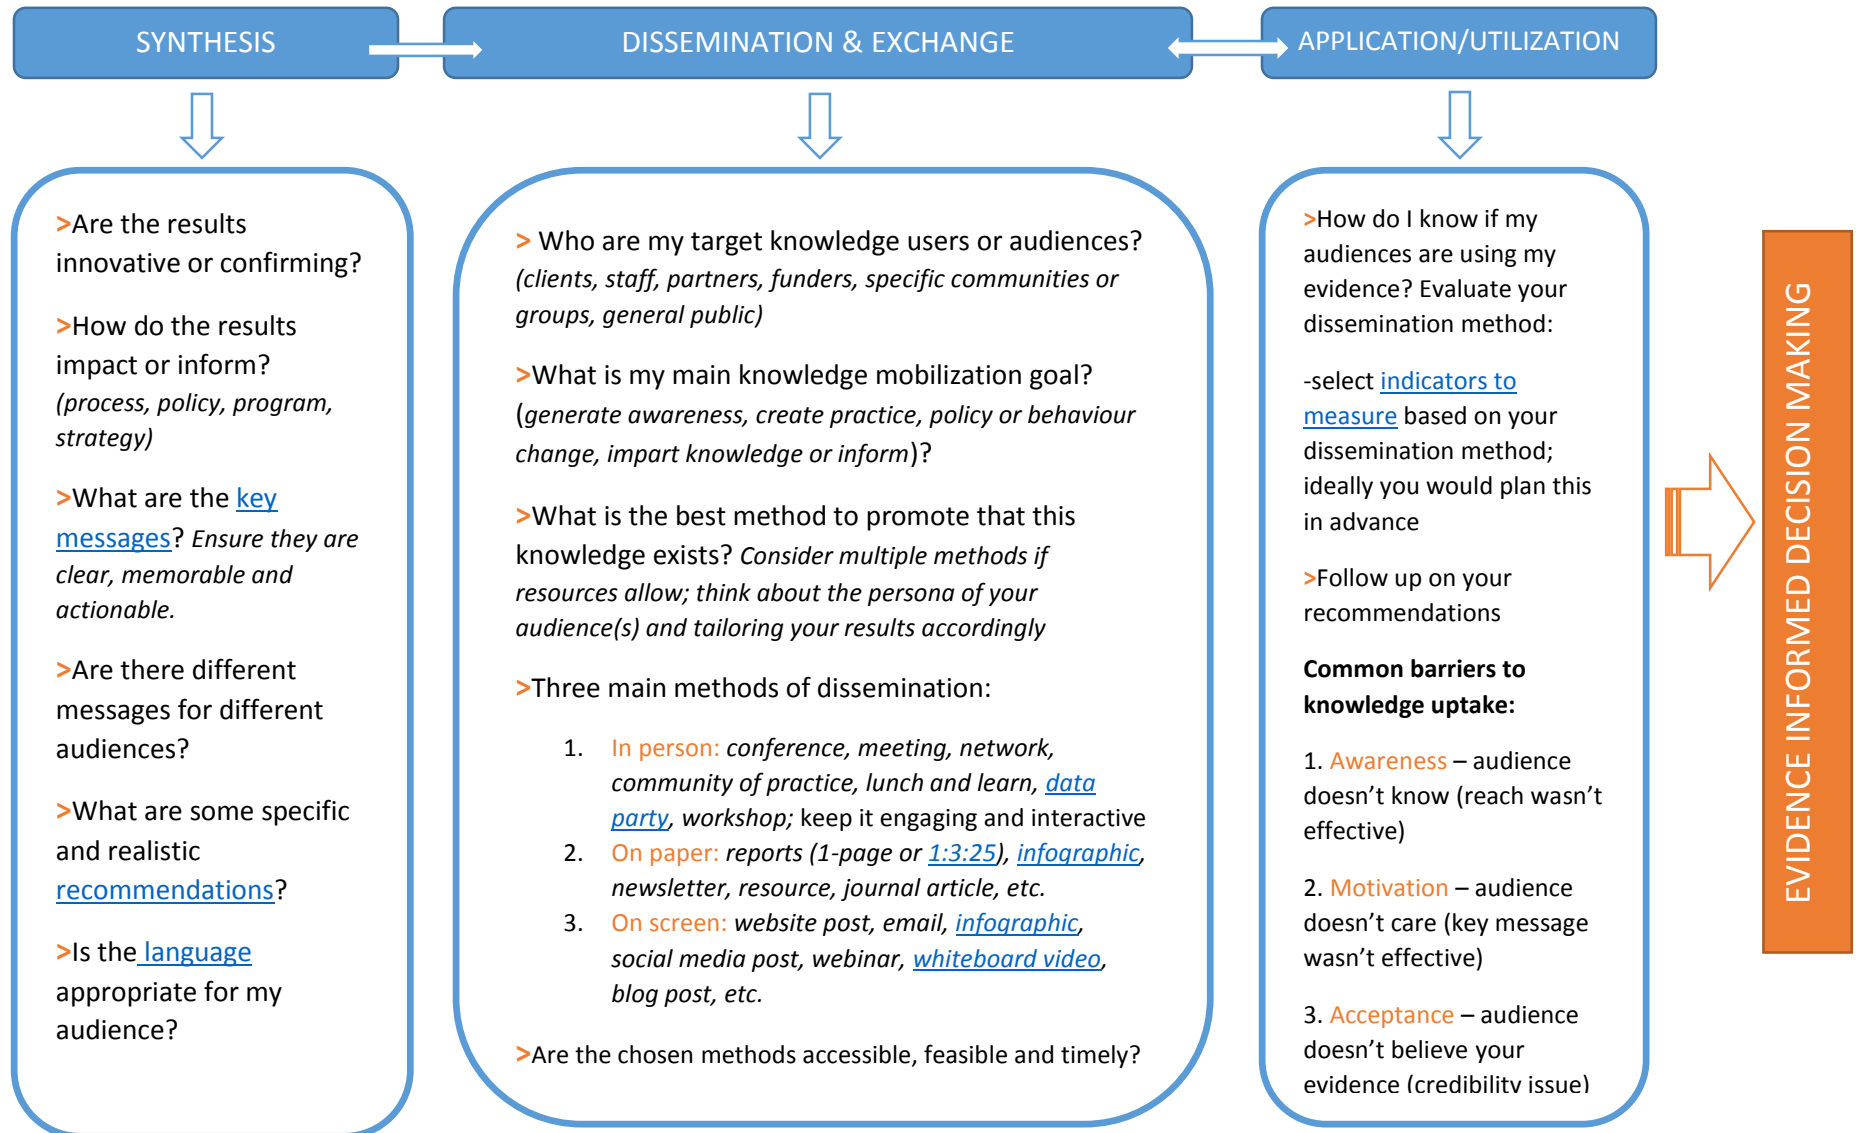 SYNTHESIS
DISSEMINATION & EXCHANGE
APPLICATION/UTILIZATION
>Are the results
innovative or confirming?
>How do the results
impact or inform?
(process, policy, program,
strategy)
>What are the key
messages? Ensure they are
clear, memorable and
actionable.
>Are there different
messages for different
audiences?
>What are some specific
and realistic
recommendations?
>Is the language
appropriate for my
audience?
> Who are my target knowledge users or audiences?
(clients, staff, partners, funders, specific communities or
groups, general public)
>What is my main knowledge mobilization goal?
(generate awareness, create practice, policy or behaviour
change, impart knowledge or inform)?
>What is the best method to promote that this
knowledge exists? Consider multiple methods if
resources allow; think about the persona of your
audience(s) and tailoring your results accordingly
>Three main methods of dissemination:
1. In person: conference, meeting, network,
community of practice, lunch and learn, data
party, workshop; keep it engaging and interactive
2. On paper: reports (1-page or 1:3:25), infographic,
newsletter, resource, journal article, etc.
3. On screen: website post, email, infographic,
social media post, webinar, whiteboard video,
blog post, etc.
>Are the chosen methods accessible, feasible and timely?
>How do I know if my
audiences are using my
evidence? Evaluate your
dissemination method:
-select indicators to
measure based on your
dissemination method;
ideally you would plan this
in advance
>Follow up on your
recommendations
Common barriers to
knowledge uptake:
1. Awareness – audience
doesn't know (reach wasn't
effective)
2. Motivation – audience
doesn't care (key message
wasn't effective)
3. Acceptance – audience
doesn't believe your
evidence (credibility issue)
EVIDENCE INFORMED DECISION MAKING